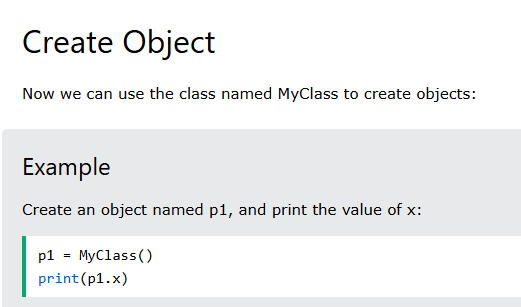 Create Object
Now we can use the class named MyClass to create objects:
Example
Create an object named p1, and print the value of x:
p1 = MyClass()
print(p1.x)